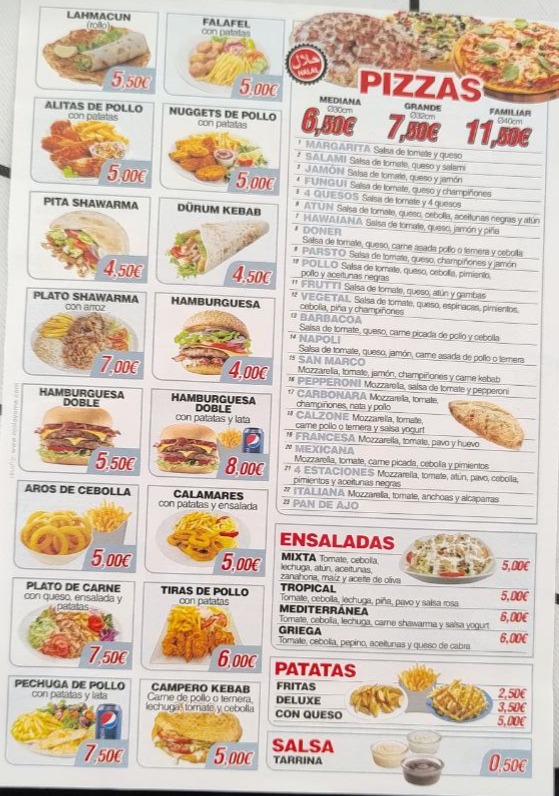 LAHMACUN
(rollo)
5,50€
FALAFEL
con patatas
5,00€
ALITAS DE POLLO
con patatas
5,00€
NUGGETS DE POLLO
con patatas
5,00€
PITA SHAWARMA
4,50€
DÜRUM KEBAB
4,50€
PLATO SHAWARMA
con arroz
7,00€
HAMBURGUESA
4,00€
HAMBURGUESA
DOBLE
5,50€
HAMBURGUESA
DOBLE
con patatas y lata
8,00€
AROS DE CEBOLLA
5,00€
CALAMARES
con patatas y ensalada
5,00€
PLATO DE CARNE
con queso, ensalada y
patatas
7,50€
TIRAS DE POLLO
con patatas
6,00€
PECHUGA DE POLLO
con patatas y lata
7,50€
CAMPERO KEBAB
Carne de pollo o ternera,
lechuga, tomate y cebolla
5,00€
حلال
HALAL
PIZZAS
MEDIANA
Ø30cm
6,50€
GRANDE
Ø32cm
7,50€
FAMILIAR
Ø40cm
11,50€
1 MARGARITA Salsa de tomate y queso
2 SALAMI Salsa de tomate, queso y salami
3 JAMÓN Salsa de tomate, queso y jamón
4 FUNGUI Salsa de tomate, queso y champiñones
5 4 QUESOS Salsa de tomate y 4 quesos
6 ATUN Salsa de tomate, queso, cebolla, aceitunas negras y atún
7 HAWAIANA Salsa de tomate, queso, jamón y piña
8 DONER
Salsa de tomate, queso, carne asada pollo o ternera y cebolla
9 PARSTO Salsa de tomate, queso, champiñones y jamón
10 POLLO Salsa de tomate, queso, cebolla, pimiento,
pollo y aceitunas negras
11 FRUTTI Salsa de tomate, queso, atún y gambas
12 VEGETAL Salsa de tomate, queso, espinacas, pimientos,
cebolla, piña y champiñones
13 BARBACOA
Salsa de tomate, queso, carne picada de pollo y cebolla
14 NAPOLI
Salsa de tomate, queso, jamón, carne asada de pollo o ternera
15 SAN MARCO
Mozzarella, tomate, jamón, champiñones y carne kebab
16 PEPPERONI Mozzarella, salsa de tomate y pepperoni
17 CARBONARA Mozzarella, tomate,
champiñones, nata y pollo
18 CALZONE Mozzarella, tomate,
carne pollo o ternera y salsa yogurt
19 FRANCESA Mozzarella, tomate, pavo y huevo
20 MEXICANA
Mozzarella, tomate, carne picada, cebolla y pimientos
21 4 ESTACIONES Mozzarella, tomate, atún, pavo, cebolla,
pimientos y aceitunas negras
22 ITALIANA Mozzarella, tomate, anchoas y alcaparras
23 PAN DE AJO
ENSALADAS
MIXTA Tomate, cebolla,
lechuga, atún, aceitunas,
zanahoria, maíz y aceite de oliva
5,00€
TROPICAL
Tomate, cebolla, lechuga, piña, pavo y salsa rosa
5,00€
MEDITERRÁNEA
Tomate, cebolla, lechuga, carne shawarma y salsa yogurt
6,00€
GRIEGA
Tomate, cebolla, pepino, aceitunas y queso de cabra
6,00€
PATATAS
FRITAS 2,50€
DELUXE 3,50€
CON QUESO 5,00€
SALSA
TARRINA 0,50€